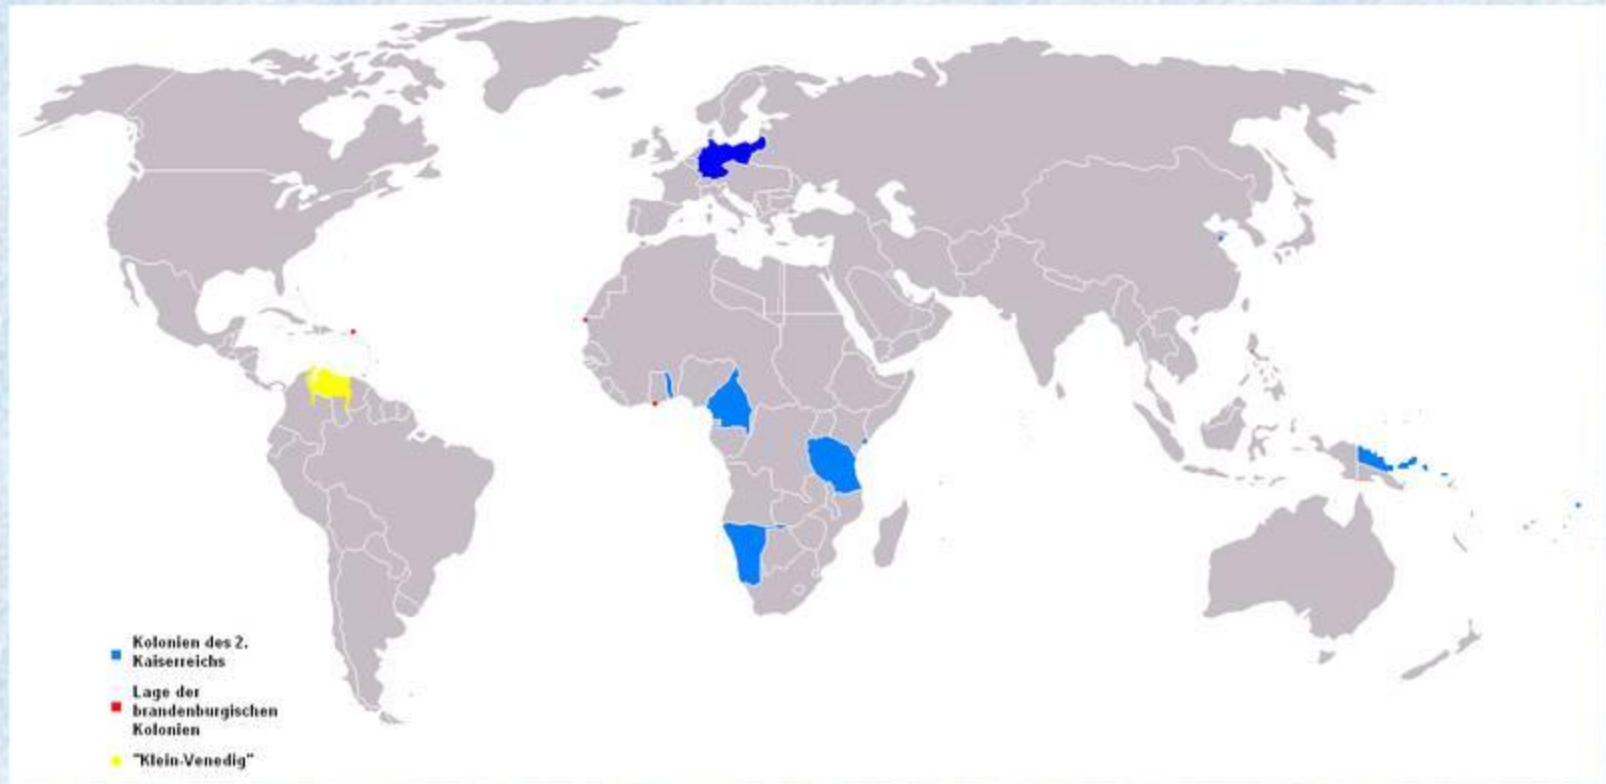 Kolonien des 2.
Kaiserreichs
Lage der
brandenburgischen
Kolonien
"Klein-Venedig"